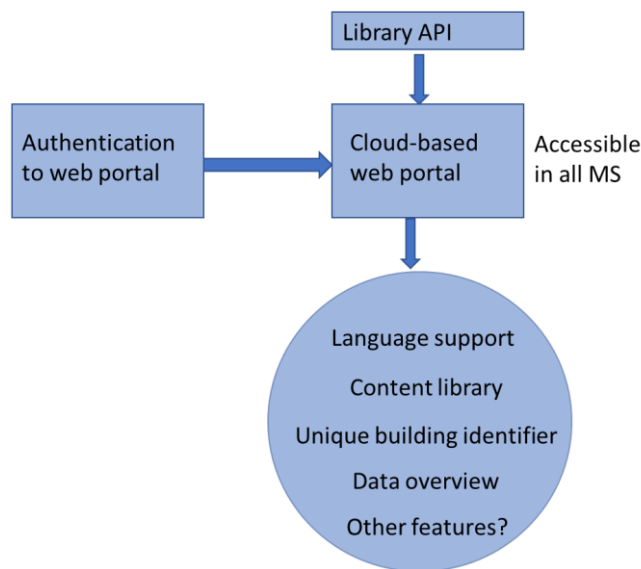 Library API
Authentication
to web portal
Cloud-based
web portal
Accessible
in all MS
Language support
Content library
Unique building identifier
Data overview
Other features?